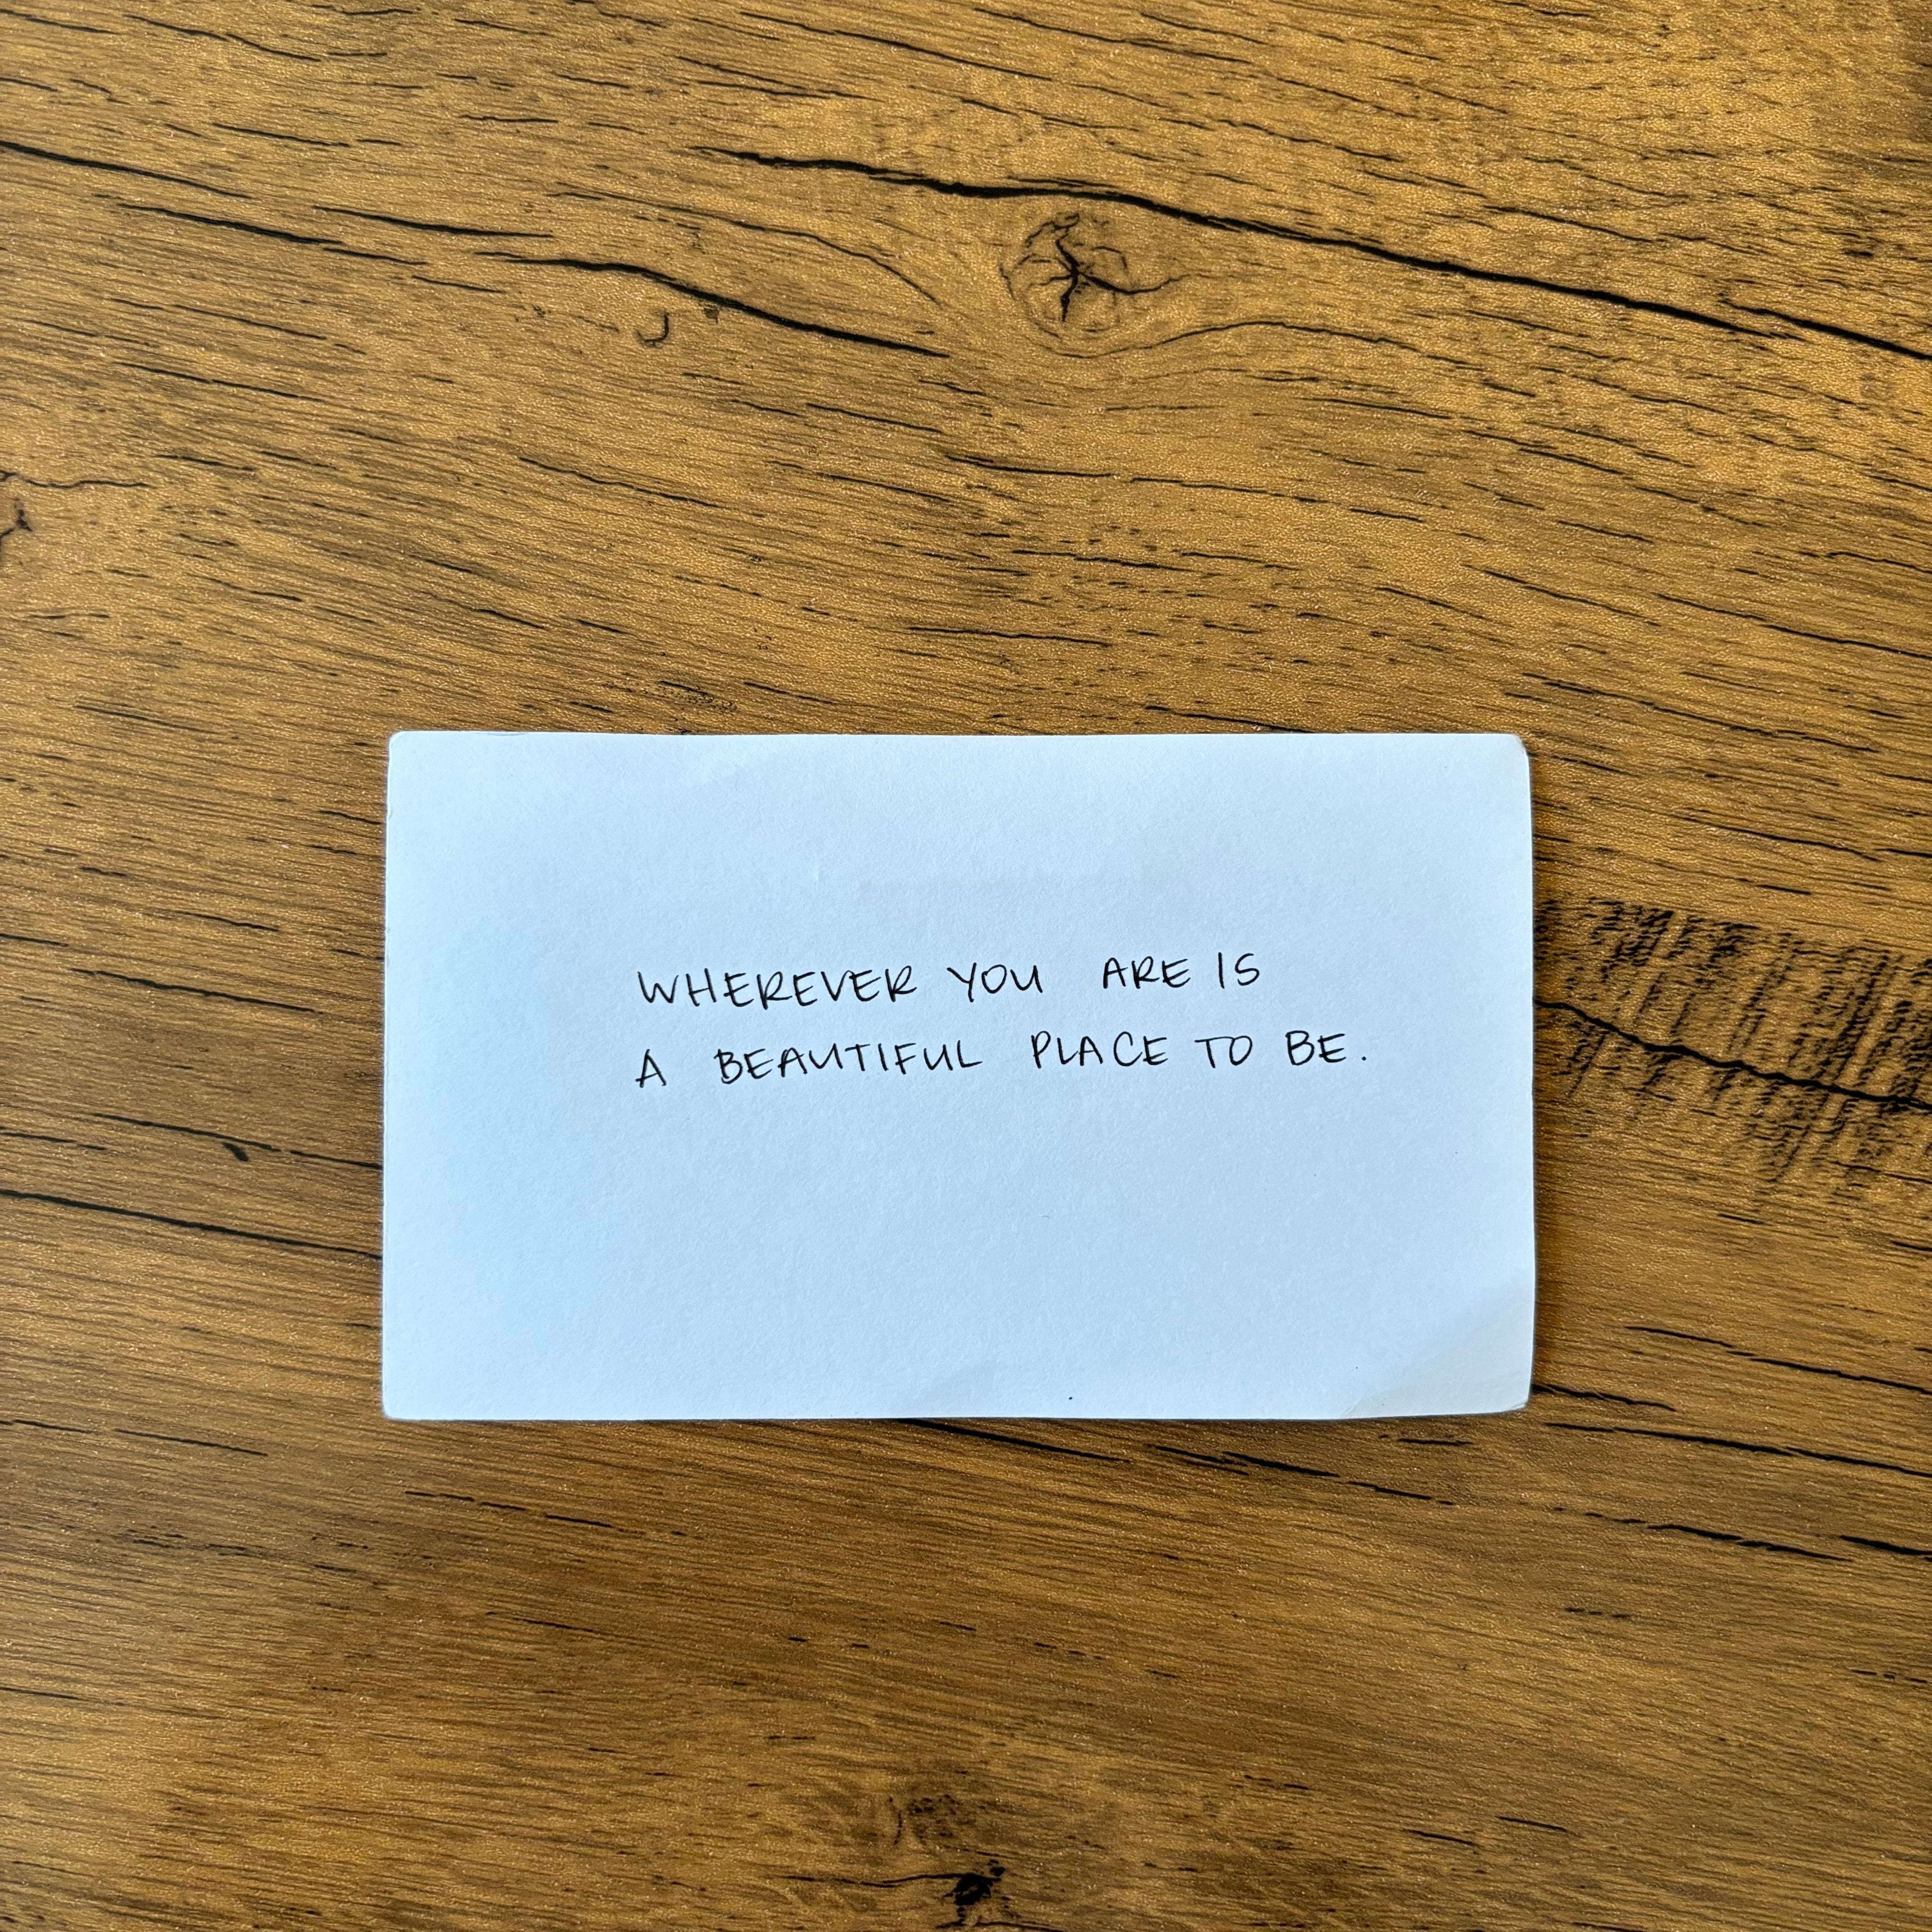 WHEREVER YOU ARE IS
A BEAUTIFUL PLACE TO BE.